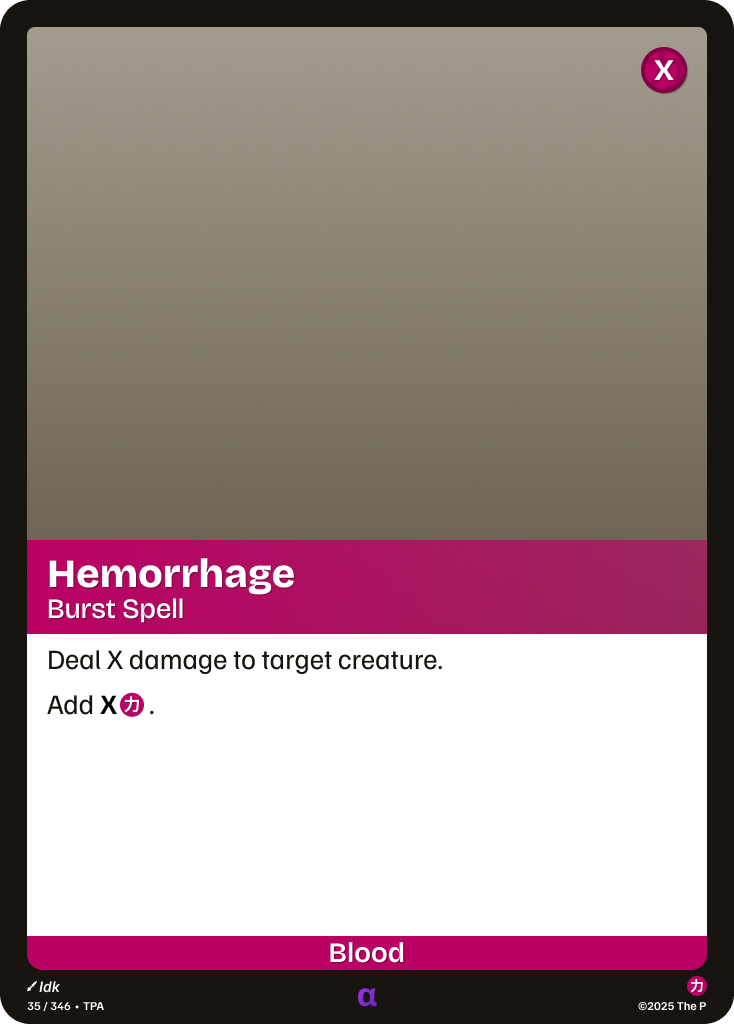 X
Hemorrhage
Burst Spell
Deal X damage to target creature.
Add X カ .
Blood
Idk
35 / 346 • TPA
α
カ
©2025 The P